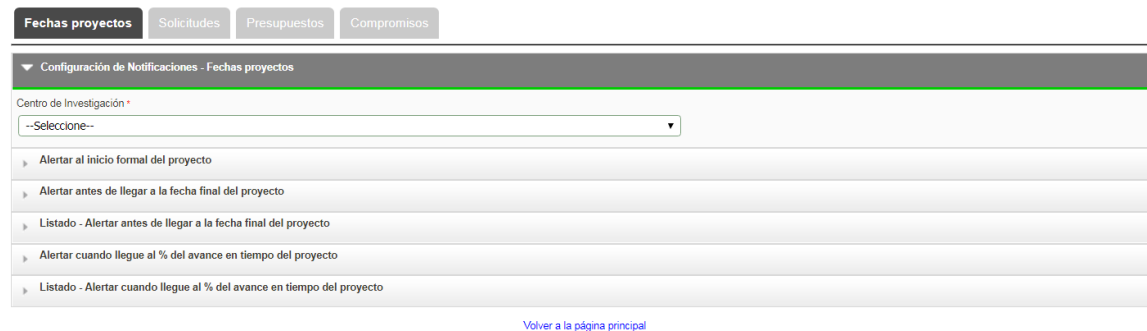 Fechas proyectos Solicitudes Presupuestos Compromisos
Configuración de Notificaciones - Fechas proyectos
Centro de Investigación *
--Seleccione--
Alertar al inicio formal del proyecto
Alertar antes de llegar a la fecha final del proyecto
Listado - Alertar antes de llegar a la fecha final del proyecto
Alertar cuando llegue al % del avance en tiempo del proyecto
Listado - Alertar cuando llegue al % del avance en tiempo del proyecto
Volver a la página principal